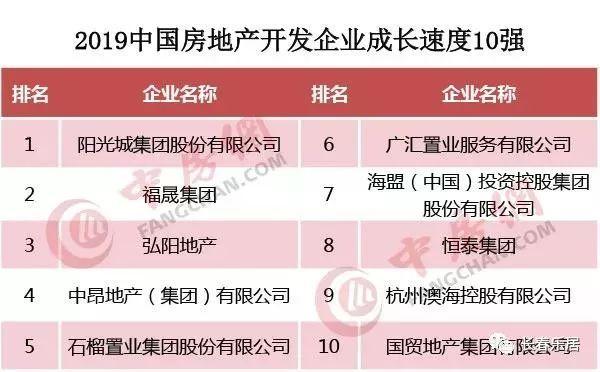 2019中国房地产开发企业成长速度10强
排名 企业名称 排名 企业名称
1 阳光城集团股份有限公司 6 广汇置业服务有限公司
2 福晟集团 7 海盟（中国）投资控股集团
股份有限公司
3 弘阳地产 8 恒泰集团
4 中昂地产（集团）有限公司 9 杭州澳海控股有限公司
5 石榴置业集团股份有限公司 10 国贸地产集团有限公司
中房網
FANGCHAN.COM
中房網
FANGCHAN.COM
长春乐居